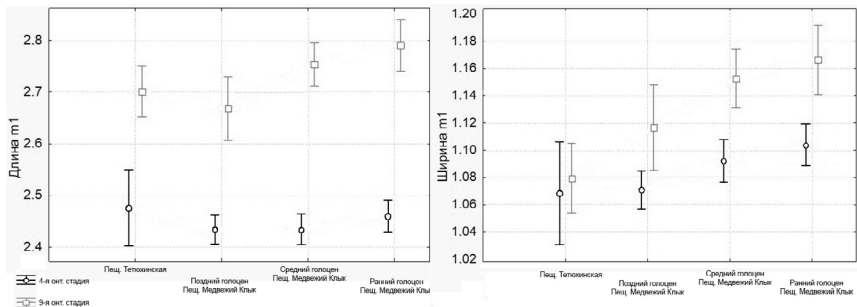 Длина m1
2.8
2.7
2.6
2.5
2.4
Пещ. Тетюхинская
Поздний голоцен
Пещ. Медвежий Клык
Средний голоцен
Пещ. Медвежий Клык
Ранний голоцен
Пещ. Медвежий Клык
4-я онт. стадия
9-я онт. стадия
Ширина m1
1.20
1.18
1.16
1.14
1.12
1.10
1.08
1.06
1.04
1.02
Пещ. Тетюхинская
Поздний голоцен
Пещ. Медвежий Клык
Средний голоцен
Пещ. Медвежий Клык
Ранний голоцен
Пещ. Медвежий Клык